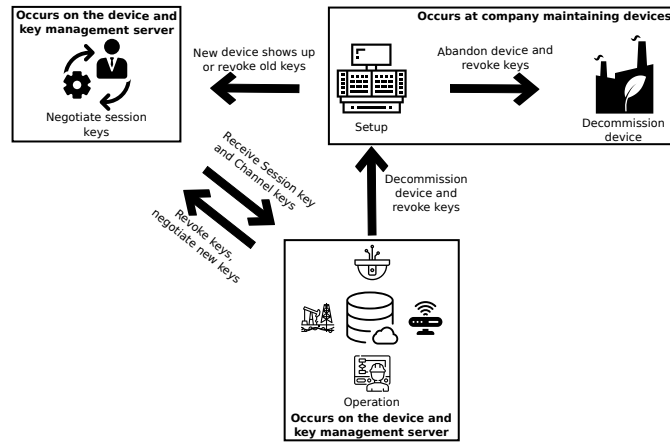 Occurs on the device and
key management server
Negotiate session
keys
New device shows up
or revoke old keys
Occurs at company maintaining devices
Setup
Abandon device and
revoke keys
Decommission
device
Receive Session key
and Channel keys
Revoke keys,
negotiate new keys
Decommission
device and
revoke keys
Operation
Occurs on the device and
key management server